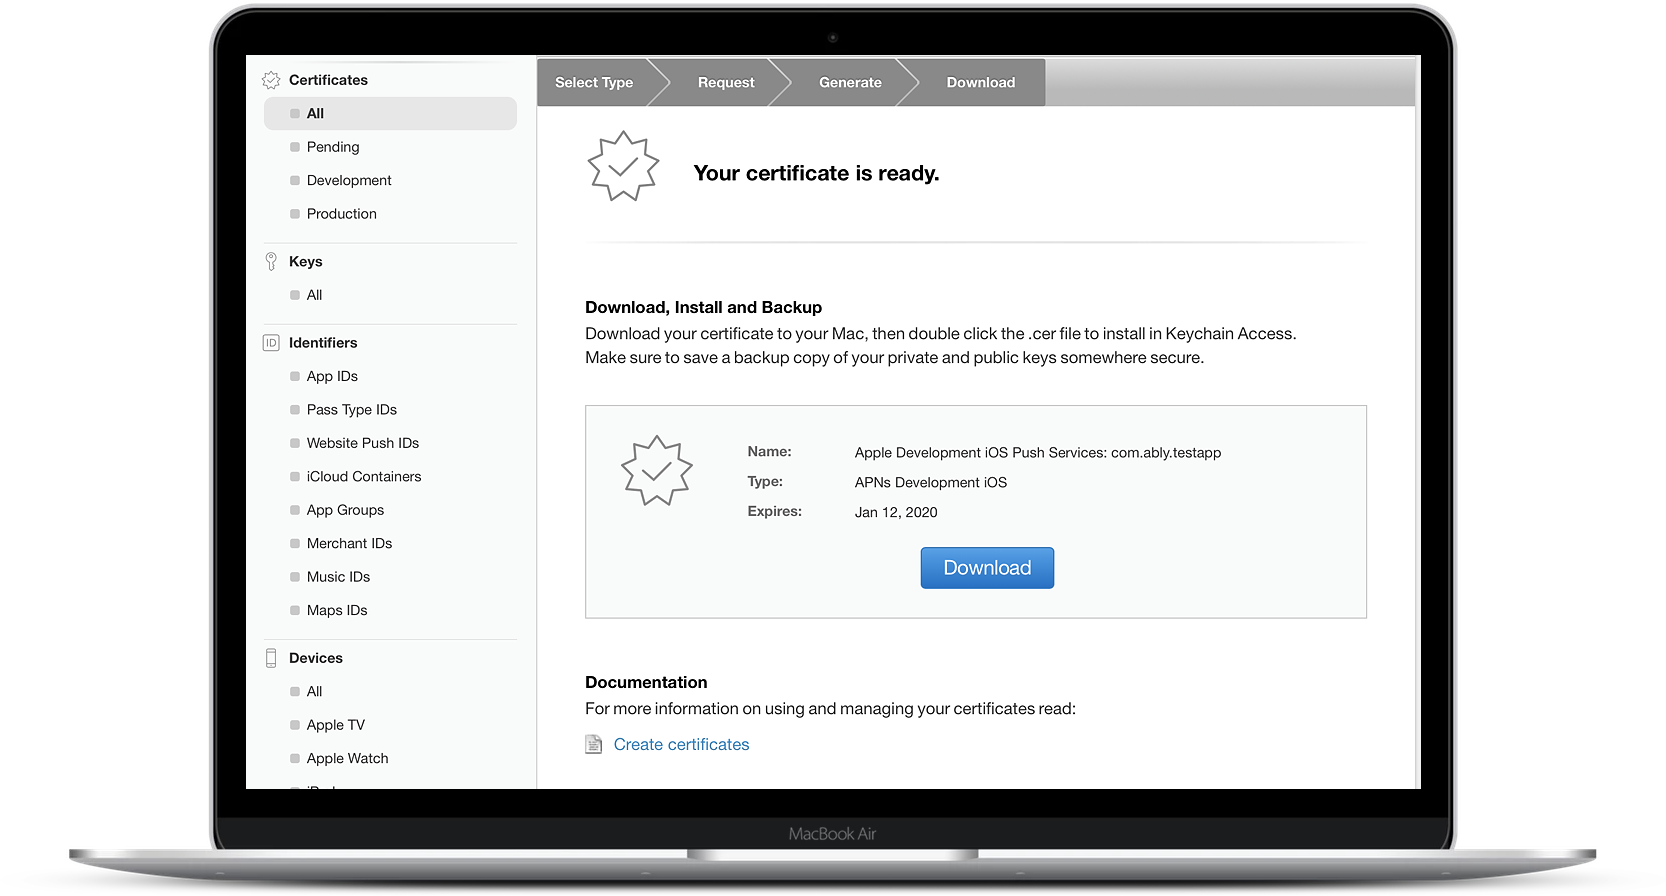 Certificates
All
Pending
Development
Production
Keys
All
ID
Identifiers
App IDs
Pass Type IDs
Website Push IDs
iCloud Containers
App Groups
Merchant IDs
Music IDs
Maps IDs
Devices
All
Apple TV
Apple Watch
Select Type
Request
Generate
Download
Your certificate is ready.
Download, Install and Backup
Download your certificate to your Mac, then double click the .cer file to install in Keychain Access.
Make sure to save a backup copy of your private and public keys somewhere secure.
Name: Apple Development iOS Push Services: com.ably.testapp
Type: APNs Development iOS
Expires: Jan 12, 2020
Download
Documentation
For more information on using and managing your certificates read:
Create certificates
MacBook Air